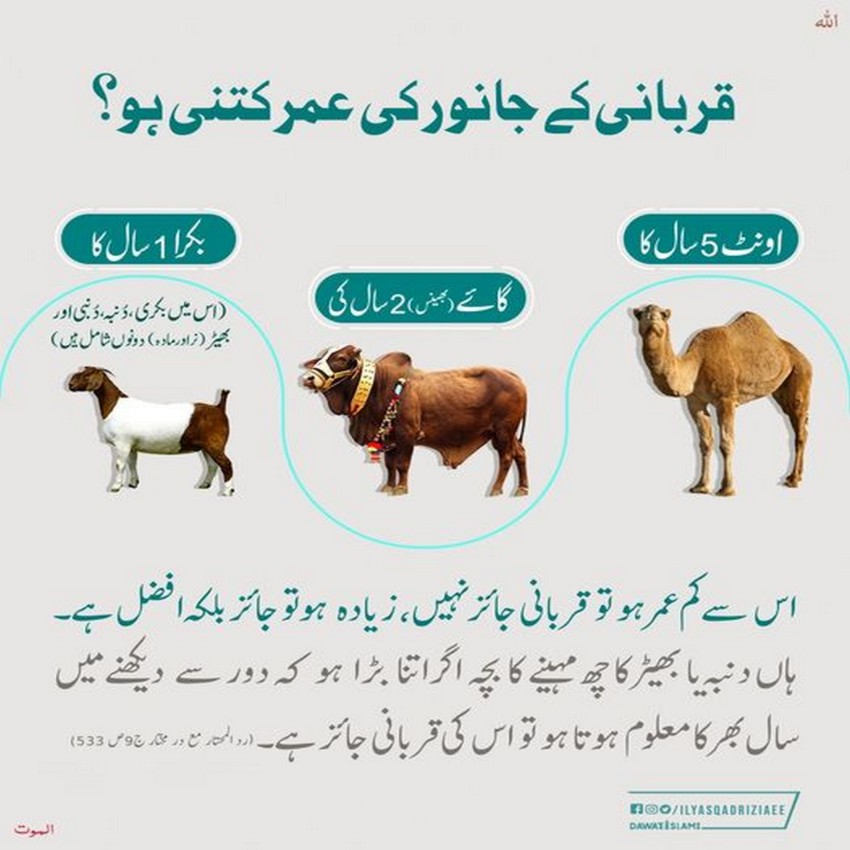 الله
قربانی کے جانور کی عمر کتنی ہو؟
اونٹ 5 سال کا
گائے (بھینس) 2 سال کی
بکرا 1 سال کا
(اس میں بکری، دُنبہ، دُنبی اور
بھیڑ (نر اور مادہ) دونوں شامل ہیں)
اس سے کم عمر ہو تو قربانی جائز نہیں، زیادہ ہو تو جائز بلکہ افضل ہے۔
ہاں دنبہ یا بھیڑ کا چھ مہینے کا بچہ اگر اتنا بڑا ہو کہ دور سے دیکھنے میں
سال بھر کا معلوم ہوتا ہو تو اس کی قربانی جائز ہے۔ (رد المحتار مع در مختار ج9ص 533)
/ILYASQADRIZIAEE
DAWATEISLAMI
الموت